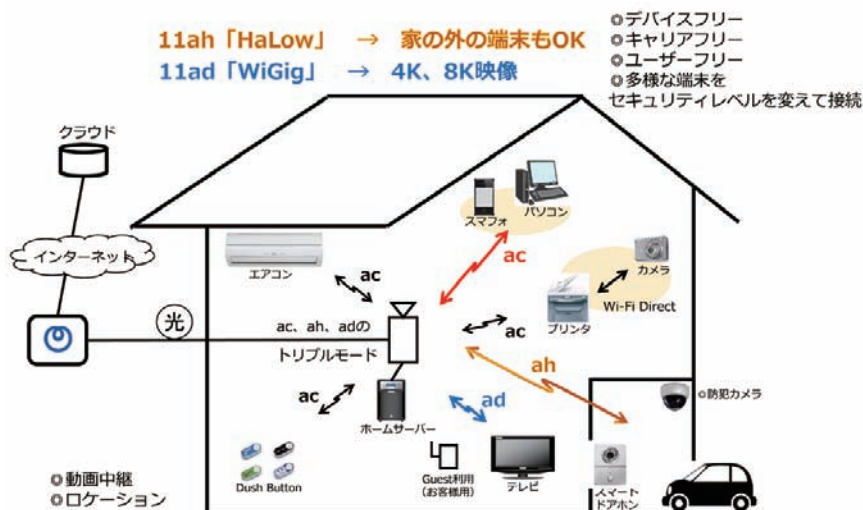 11ah「HaLow」 → 家の外の端末もOK
11ad「WiGig」 → 4K、8K映像
◎デバイスフリー
◎キャリアフリー
◎ユーザーフリー
◎多様な端末を
セキュリティレベルを変えて接続
クラウド
インターネット
光
エアコン
ac
スマフォ
パソコン
ac
カメラ
Wi-Fi Direct
プリンタ
ac
ac、ah、adの
トリプルモード
ah
ac
ad
ホームサーバー
◎防犯カメラ
Dush Button
Guest利用
(お客様用)
テレビ
スマート
ドアホン
◎動画中継
◎ロケーション